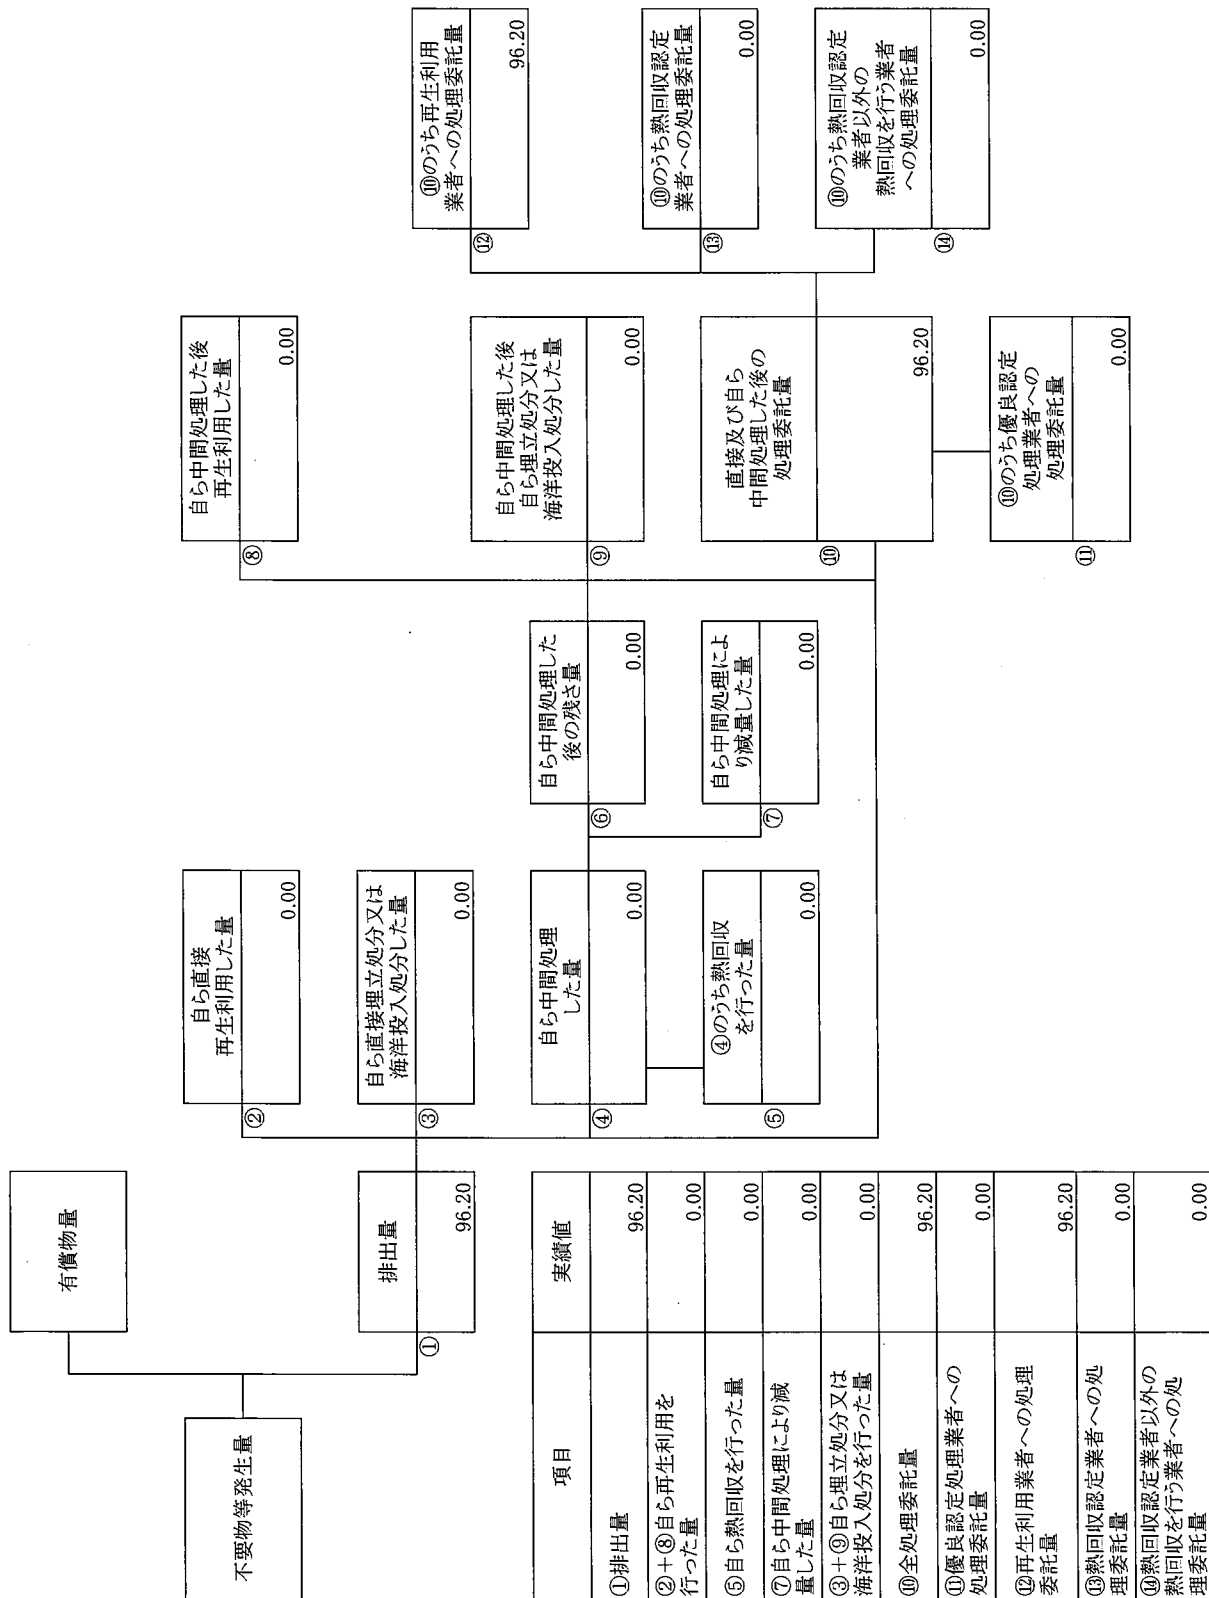 不要物等発生量
有償物量
排出量
①
96.20
自ら直接
再生利用した量
②
0.00
自ら直接埋立処分又は
海洋投入処分した量
③
0.00
自ら中間処理
した量
④
0.00
④のうち熱回収
を行った量
⑤
0.00
自ら中間処理した
後の残さ量
⑥
0.00
自ら中間処理によ
り減量した量
⑦
0.00
自ら中間処理した後
再生利用した量
⑧
0.00
自ら中間処理した後
自ら埋立処分又は
海洋投入処分した量
⑨
0.00
直接及び自ら
中間処理した後の
処理委託量
⑩
96.20
⑩のうち優良認定
処理業者への
処理委託量
⑪
0.00
⑩のうち再生利用
業者への処理委託量
⑫
96.20
⑩のうち熱回収認定
業者への処理委託量
⑬
0.00
⑩のうち熱回収認定
業者以外の
熱回収を行う業者
への処理委託量
⑭
0.00
項目 実績値
①排出量 96.20
②+⑧自ら再生利用を
行った量 0.00
⑤自ら熱回収を行った量 0.00
⑦自ら中間処理により減
量した量 0.00
③+⑨自ら埋立処分又は
海洋投入処分を行った量 0.00
⑩全処理委託量 96.20
⑪優良認定処理業者への
処理委託量 0.00
⑫再生利用業者への処理
委託量 96.20
⑬熱回収認定業者への処
理委託量 0.00
⑭熱回収認定業者以外の
熱回収を行う業者への処
理委託量 0.00